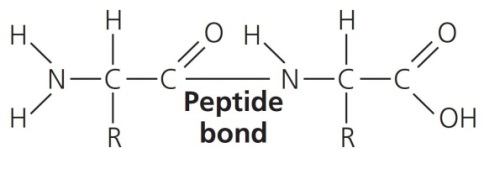 H H O H H O
N—C—C N—C—C
Peptide
H R bond R OH